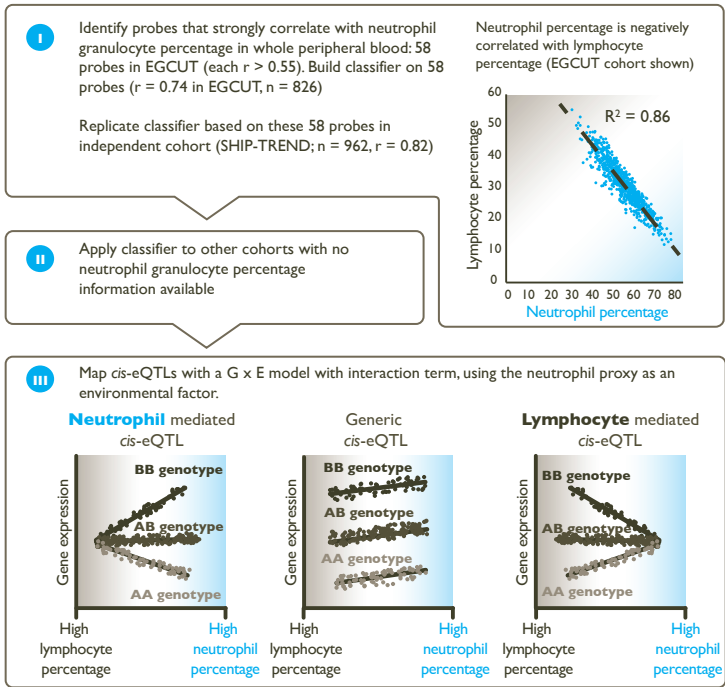 I
Identify probes that strongly correlate with neutrophil
granulocyte percentage in whole peripheral blood: 58
probes in EGCUT (each r > 0.55). Build classifier on 58
probes (r = 0.74 in EGCUT, n = 826)
Replicate classifier based on these 58 probes in
independent cohort (SHIP-TREND; n = 962, r = 0.82)
Neutrophil percentage is negatively
correlated with lymphocyte
percentage (EGCUT cohort shown)
R² = 0.86
Lymphocyte percentage
60
50
40
30
20
10
0
0 10 20 30 40 50 60 70 80
Neutrophil percentage
II
Apply classifier to other cohorts with no
neutrophil granulocyte percentage
information available
III
Map cis-eQTLs with a G x E model with interaction term, using the neutrophil proxy as an
environmental factor.
Neutrophil mediated
cis-eQTL
Gene expression
BB genotype
AB genotype
AA genotype
High
lymphocyte
percentage
High
neutrophil
percentage
Generic
cis-eQTL
Gene expression
BB genotype
AB genotype
AA genotype
High
lymphocyte
percentage
High
neutrophil
percentage
Lymphocyte mediated
cis-eQTL
Gene expression
BB genotype
AB genotype
AA genotype
High
lymphocyte
percentage
High
neutrophil
percentage